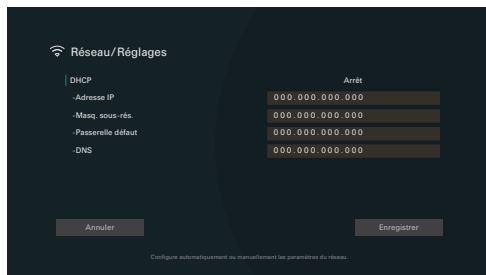 Réseau/Réglages
DHCP Arrêt
-Adresse IP 000.000.000.000
-Masq. sous-rés. 000.000.000.000
-Passerelle défaut 000.000.000.000
-DNS 000.000.000.000
Annuler Enregistrer
Configure automatiquement ou manuellement les paramètres du réseau.